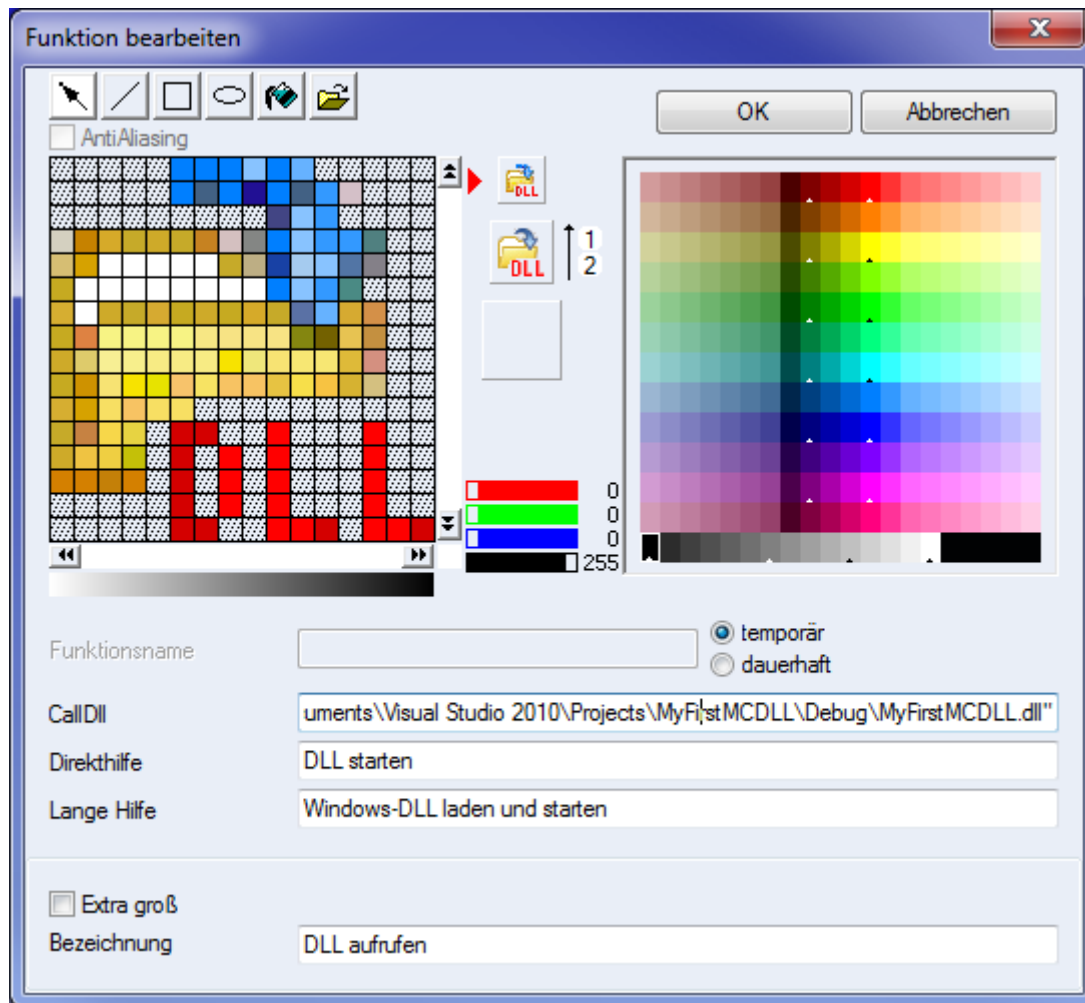 Funktion bearbeiten
OK
Abbrechen
AntiAliasing
DLL
DLL
1
2
DLL
0
0
0
255
Funktionsname
temporär
dauerhaft
CallDll
uments\Visual Studio 2010\Projects\MyFirstMCDLL\Debug\MyFirstMCDLL.dll"
Direkthilfe
DLL starten
Lange Hilfe
Windows-DLL laden und starten
Extra groß
Bezeichnung
DLL aufrufen